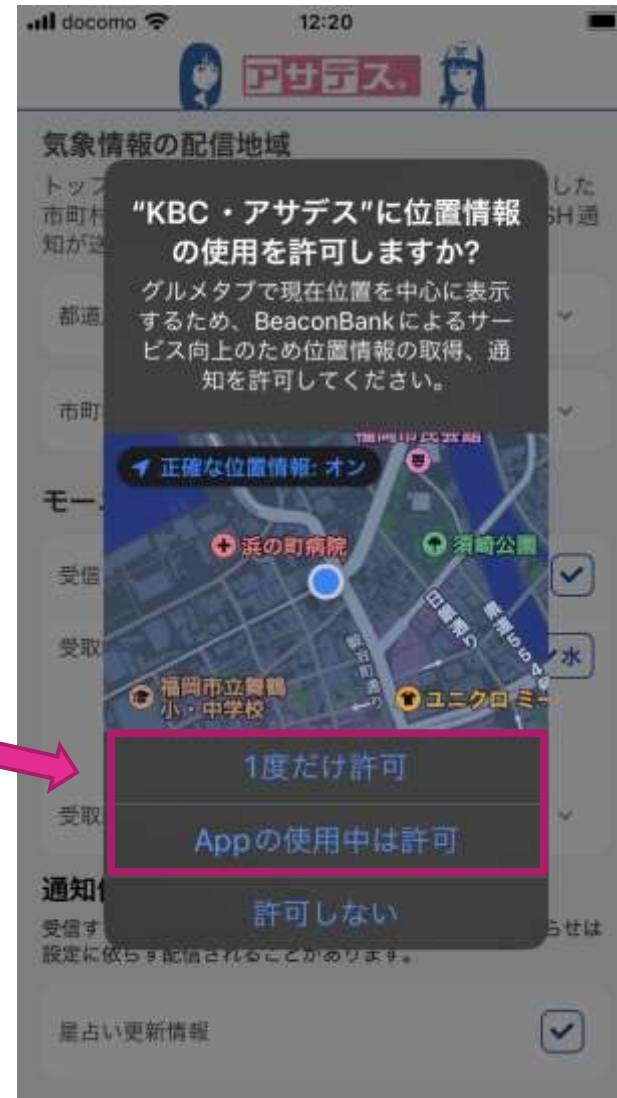 docomo 12:20
アサデス。
気象情報の配信地域
トップ した
市町村 SH通
知が送
“KBC・アサデス”に位置情報
の使用を許可しますか?
グルメタブで現在位置を中心に表示
するため、BeaconBankによるサー
ビス向上のため位置情報の取得、通
知を許可してください。
都道
市町
福岡市民会館
正確な位置情報: オン
モー
浜の町病院
須崎公園
受信
受取
水
福岡市立舞鶴
小・中学校
ユニクロ ミー
1度だけ許可
受取
Appの使用中は許可
通知
許可しない
受信す らせは
設定に依らず配信されることがあります。
星占い更新情報